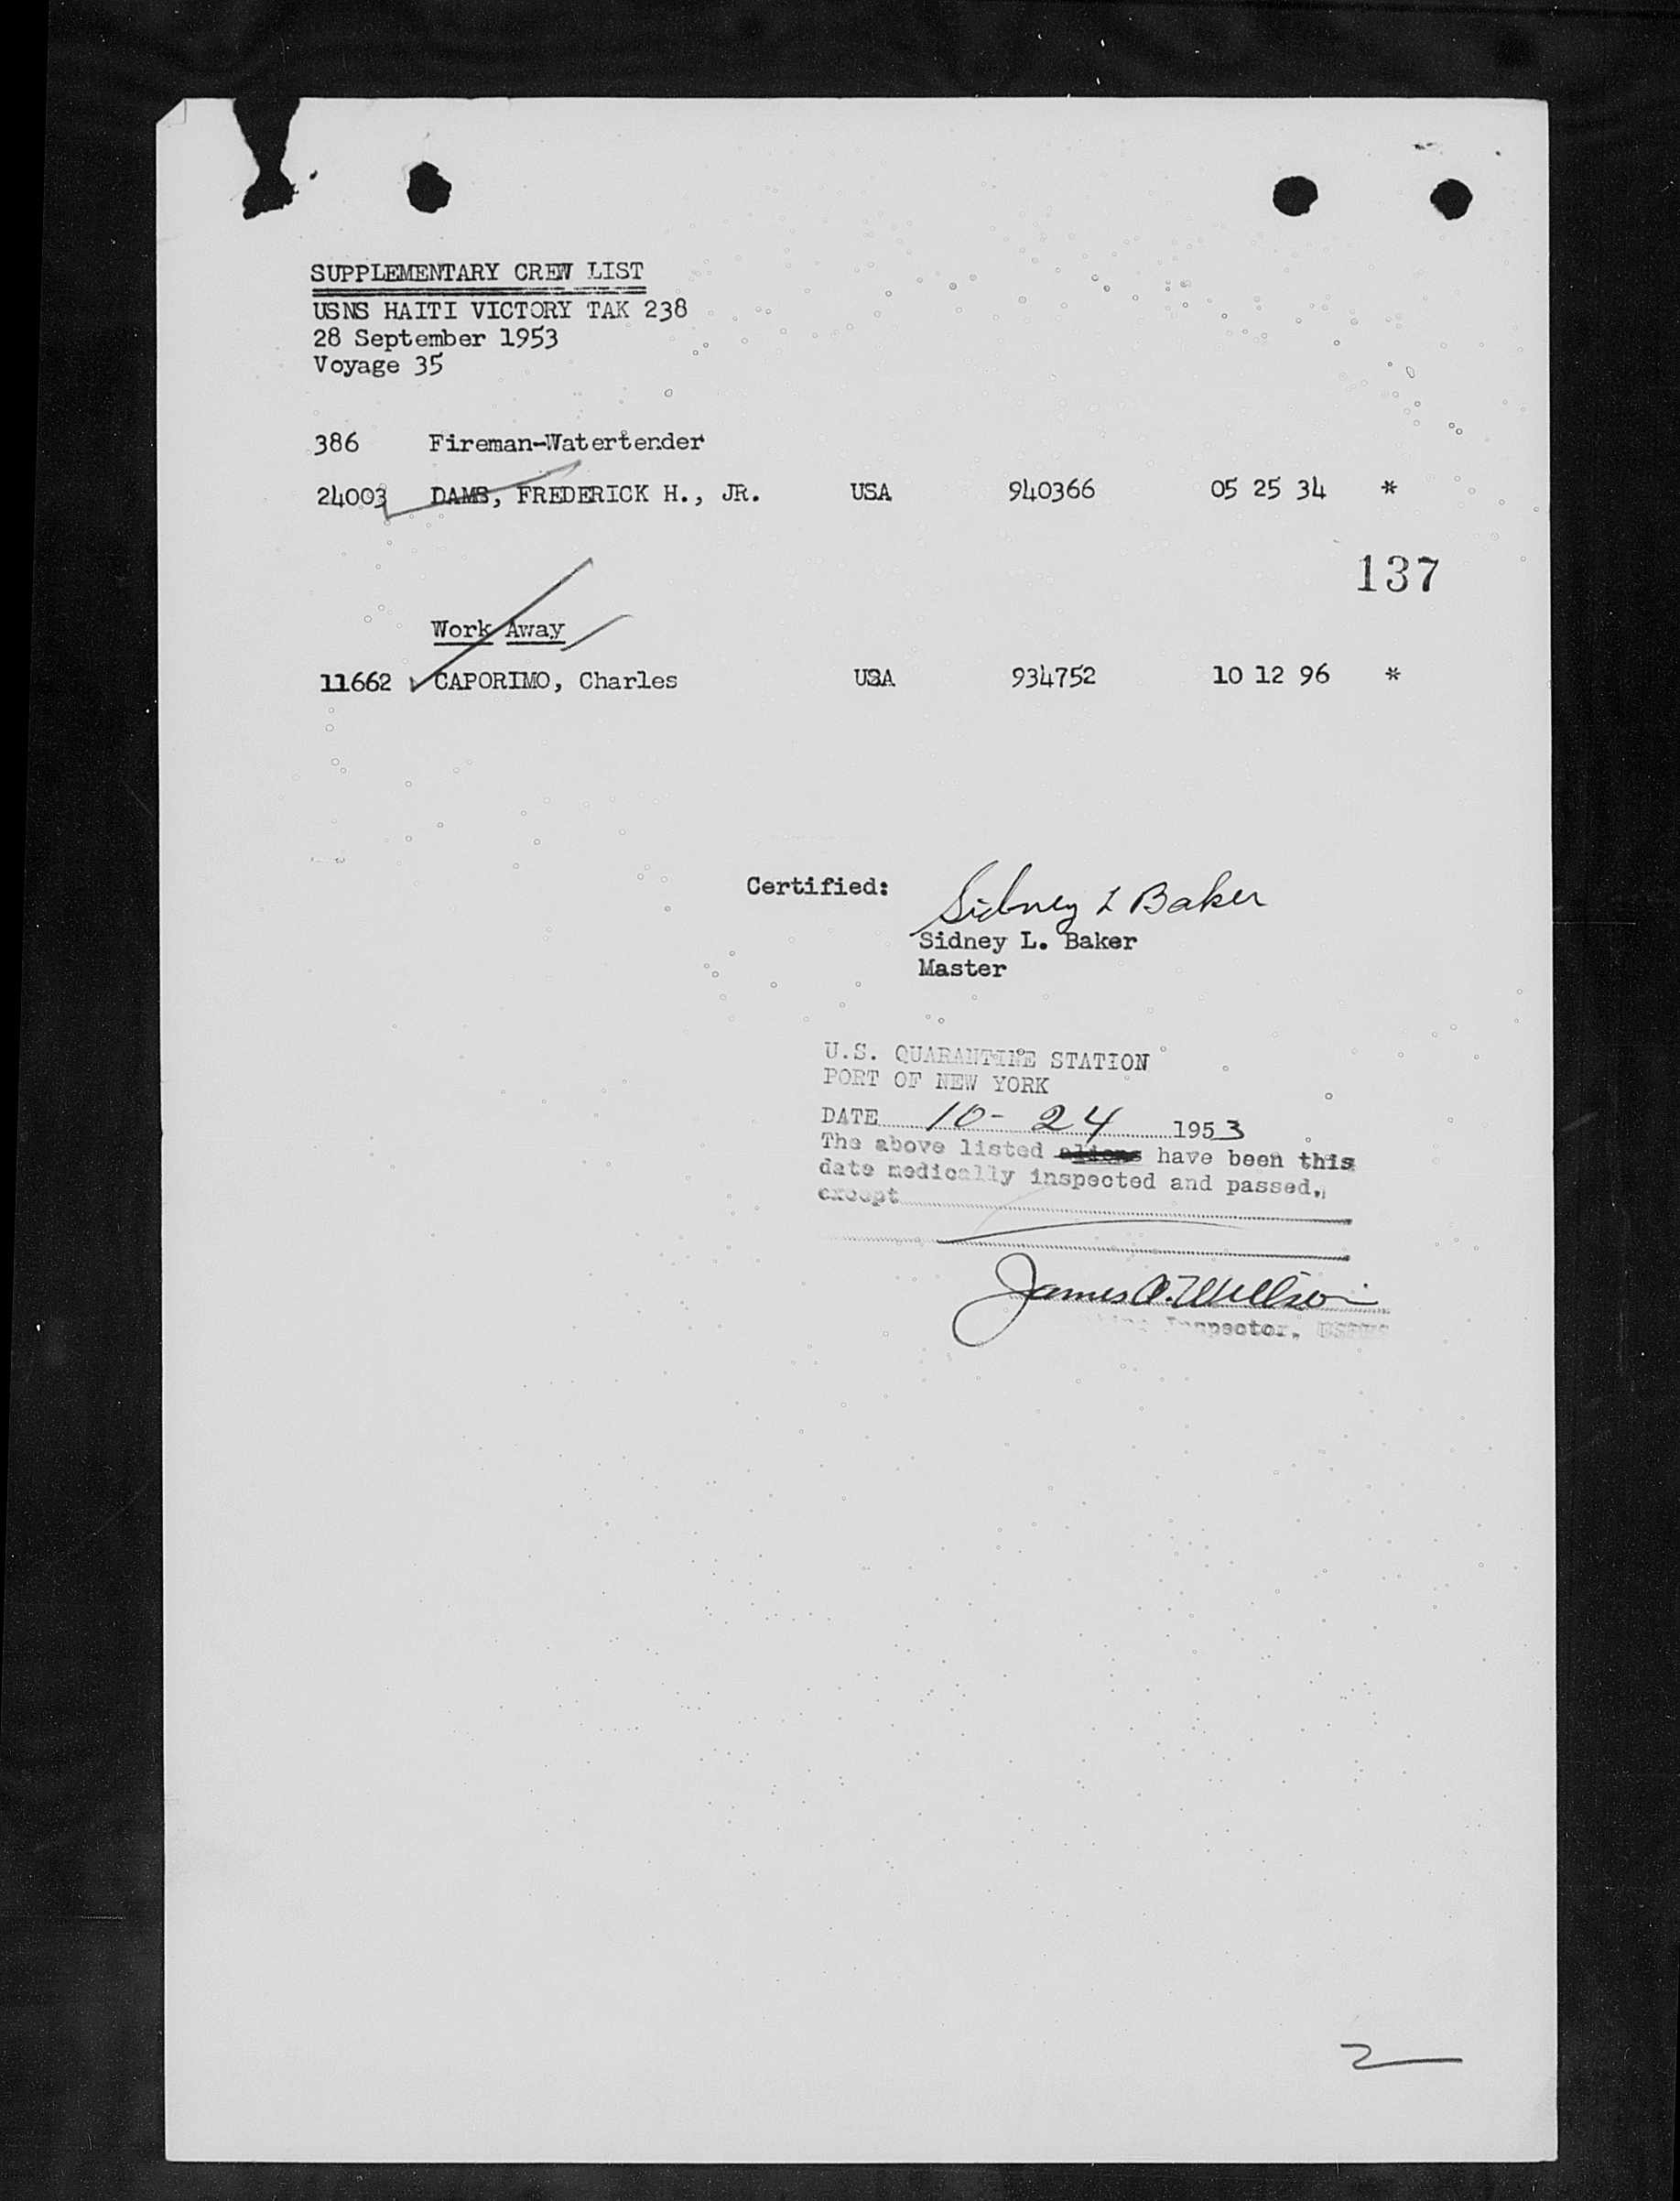 SUPPLEMENTARY CREW LIST
USNS HAITI VICTORY TAK 238
28 September 1953
Voyage 35
386 Fireman-Watertender
24003 DAMS, FREDERICK H., JR. USA 940366 05 25 34 *
137
Work Away
11662 CAPORIMO, Charles USA 934752 10 12 96 *
Certified:
Sidney L Baker
Sidney L. Baker
Master
U.S. QUARANTINE STATION
PORT OF NEW YORK
DATE 10-24 1953
The above listed aliens have been this
date medically inspected and passed,
except
James
Inspector,
2